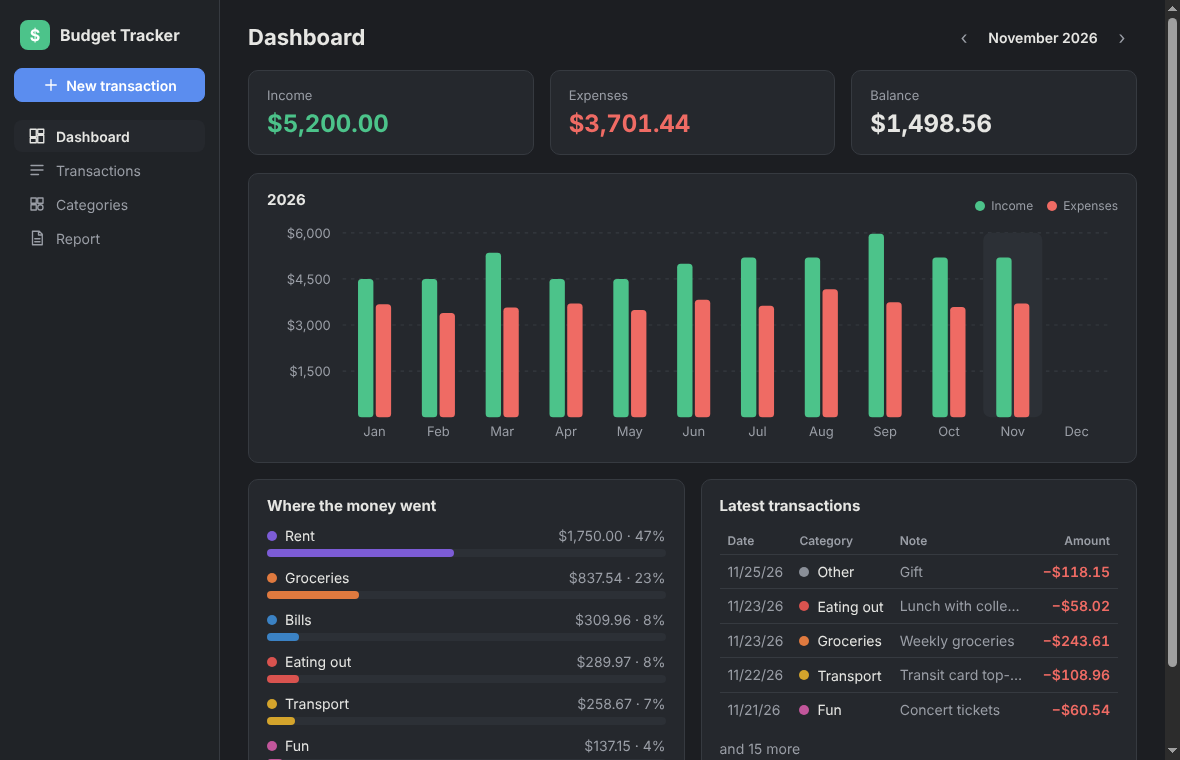 $ Budget Tracker
New transaction
Dashboard
Transactions
Categories
Report
Dashboard
November 2026
Income
$5,200.00
Expenses
$3,701.44
Balance
$1,498.56
2026
Income Expenses
$6,000
$4,500
$3,000
$1,500
Jan Feb Mar Apr May Jun Jul Aug Sep Oct Nov Dec
Where the money went
Rent $1,750.00 · 47%
Groceries $837.54 · 23%
Bills $309.96 · 8%
Eating out $289.97 · 8%
Transport $258.67 · 7%
Fun $137.15 · 4%
Latest transactions
Date Category Note Amount
11/25/26 Other Gift −$118.15
11/23/26 Eating out Lunch with colle... −$58.02
11/23/26 Groceries Weekly groceries −$243.61
11/22/26 Transport Transit card top-... −$108.96
11/21/26 Fun Concert tickets −$60.54
and 15 more